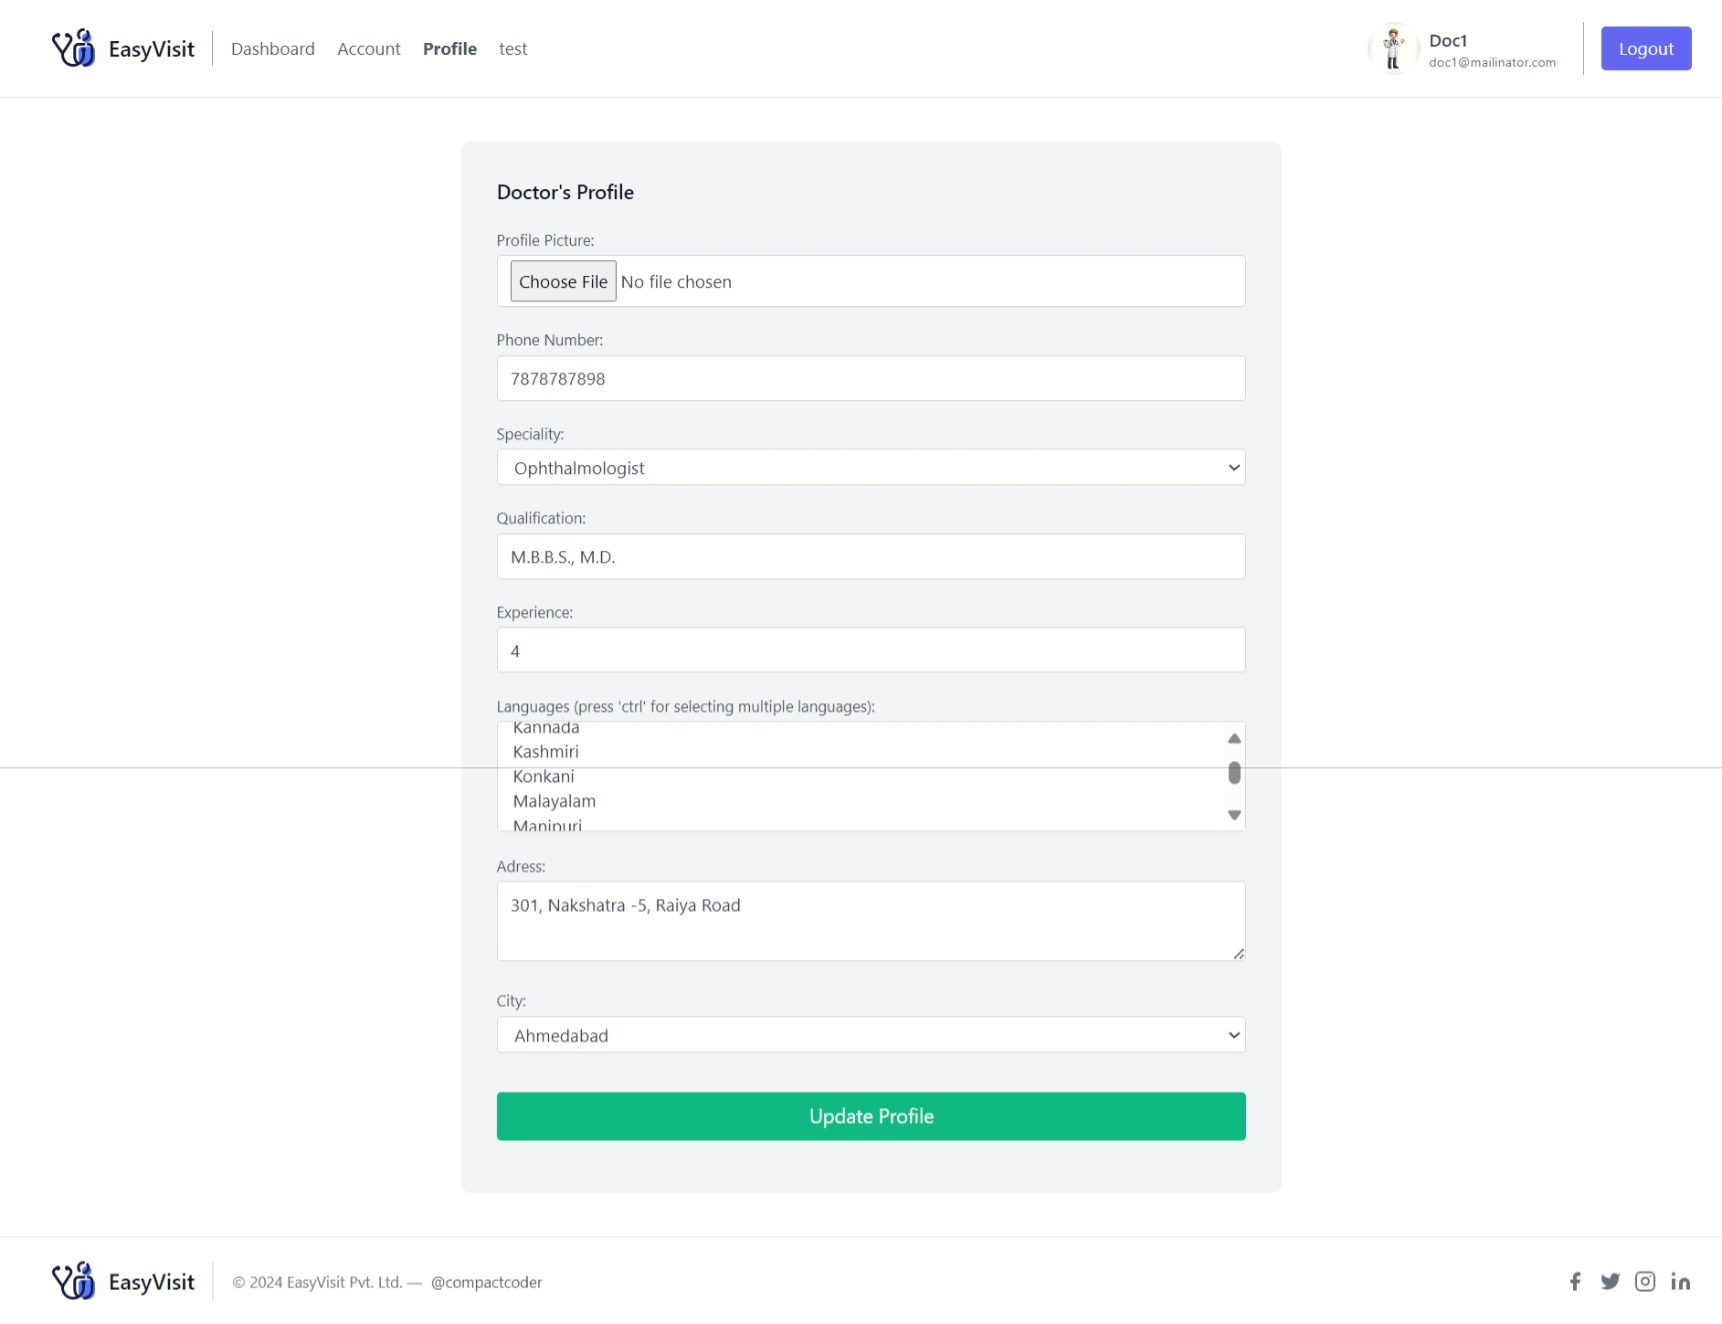 EasyVisit
Dashboard
Account
Profile
test
Doc1
doc1@mailinator.com
Logout
Doctor's Profile
Profile Picture:
Choose File No file chosen
Phone Number:
7878787898
Speciality:
Ophthalmologist
Qualification:
M.B.B.S., M.D.
Experience:
4
Languages (press 'ctrl' for selecting multiple languages):
Kannada
Kashmiri
Konkani
Malayalam
Manipuri
Adress:
301, Nakshatra -5, Raiya Road
City:
Ahmedabad
Update Profile
EasyVisit
© 2024 EasyVisit Pvt. Ltd. — @compactcoder